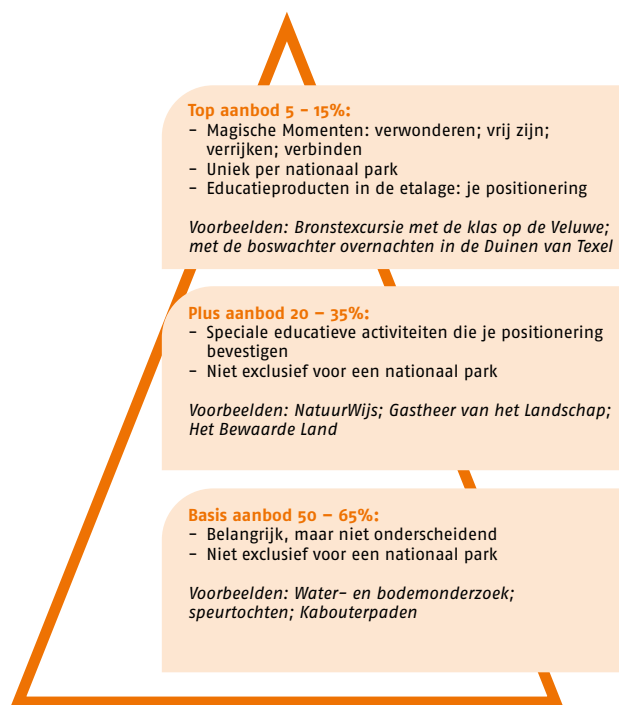 Top aanbod 5 - 15%:
- Magische Momenten: verwonderen; vrij zijn;
verrijken; verbinden
- Uniek per nationaal park
- Educatieproducten in de etalage: je positionering
Voorbeelden: Bronstexcursie met de klas op de Veluwe;
met de boswachter overnachten in de Duinen van Texel
Plus aanbod 20 – 35%:
- Speciale educatieve activiteiten die je positionering
bevestigen
- Niet exclusief voor een nationaal park
Voorbeelden: NatuurWijs; Gastheer van het Landschap;
Het Bewaarde Land
Basis aanbod 50 – 65%:
- Belangrijk, maar niet onderscheidend
- Niet exclusief voor een nationaal park
Voorbeelden: Water- en bodemonderzoek;
speurtochten; Kabouterpaden